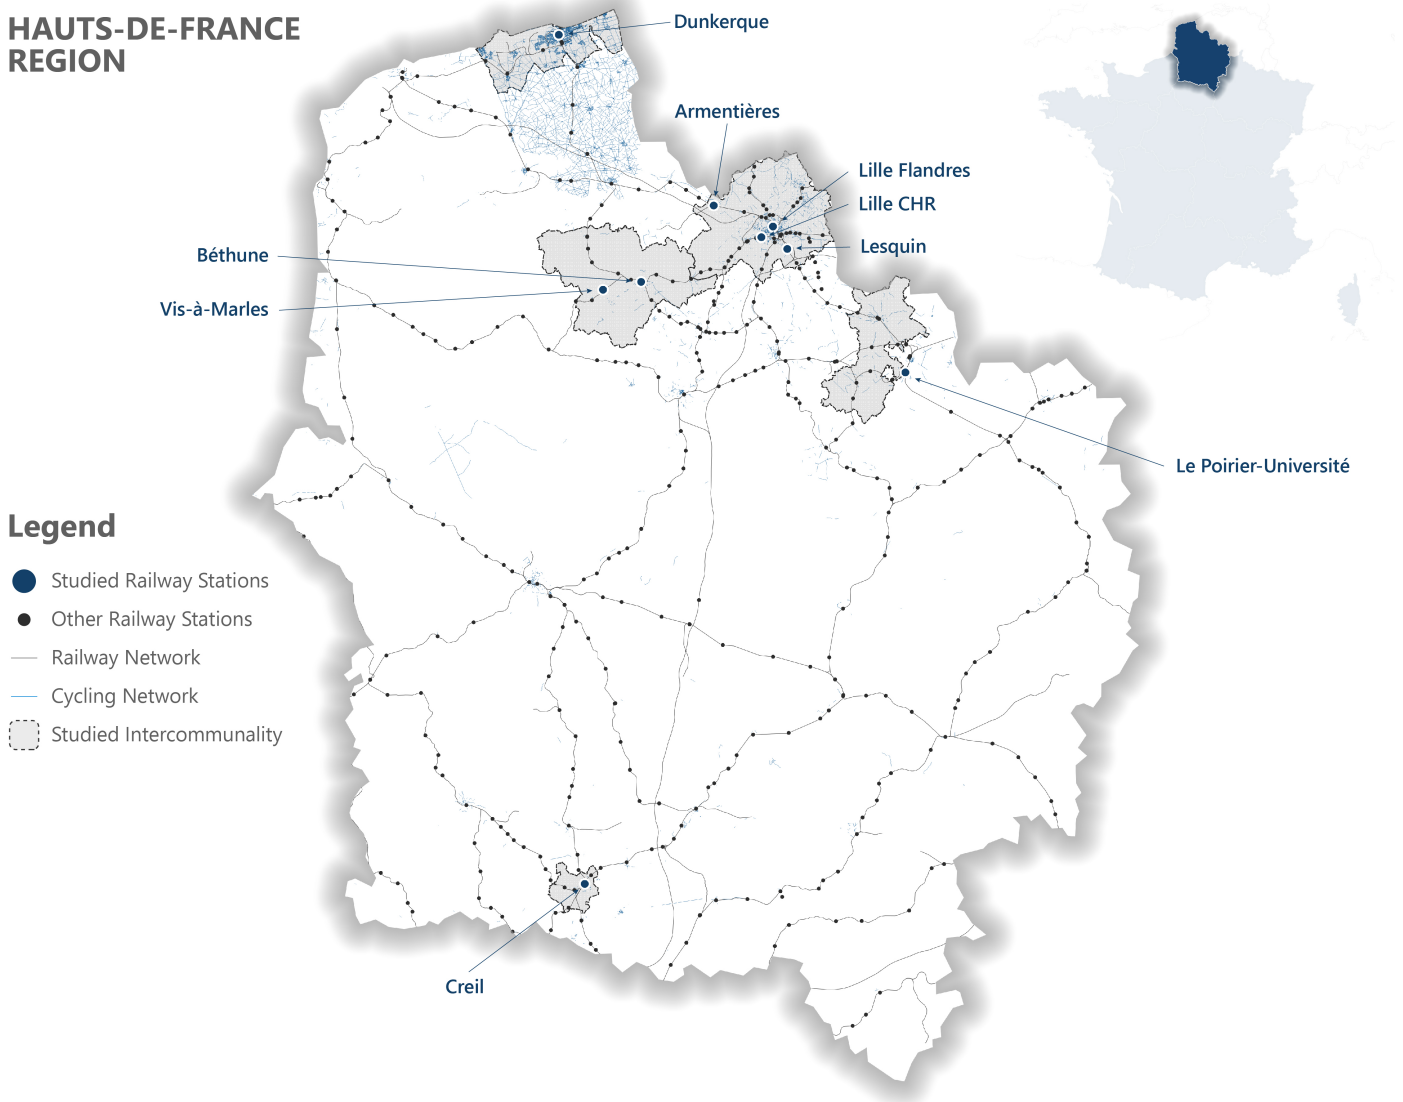 HAUTS-DE-FRANCE
REGION
Dunkerque
Armentières
Lille Flandres
Lille CHR
Lesquin
Béthune
Vis-à-Marles
Le Poirier-Université
Legend
Studied Railway Stations
Other Railway Stations
Railway Network
Cycling Network
Studied Intercommunality
Creil